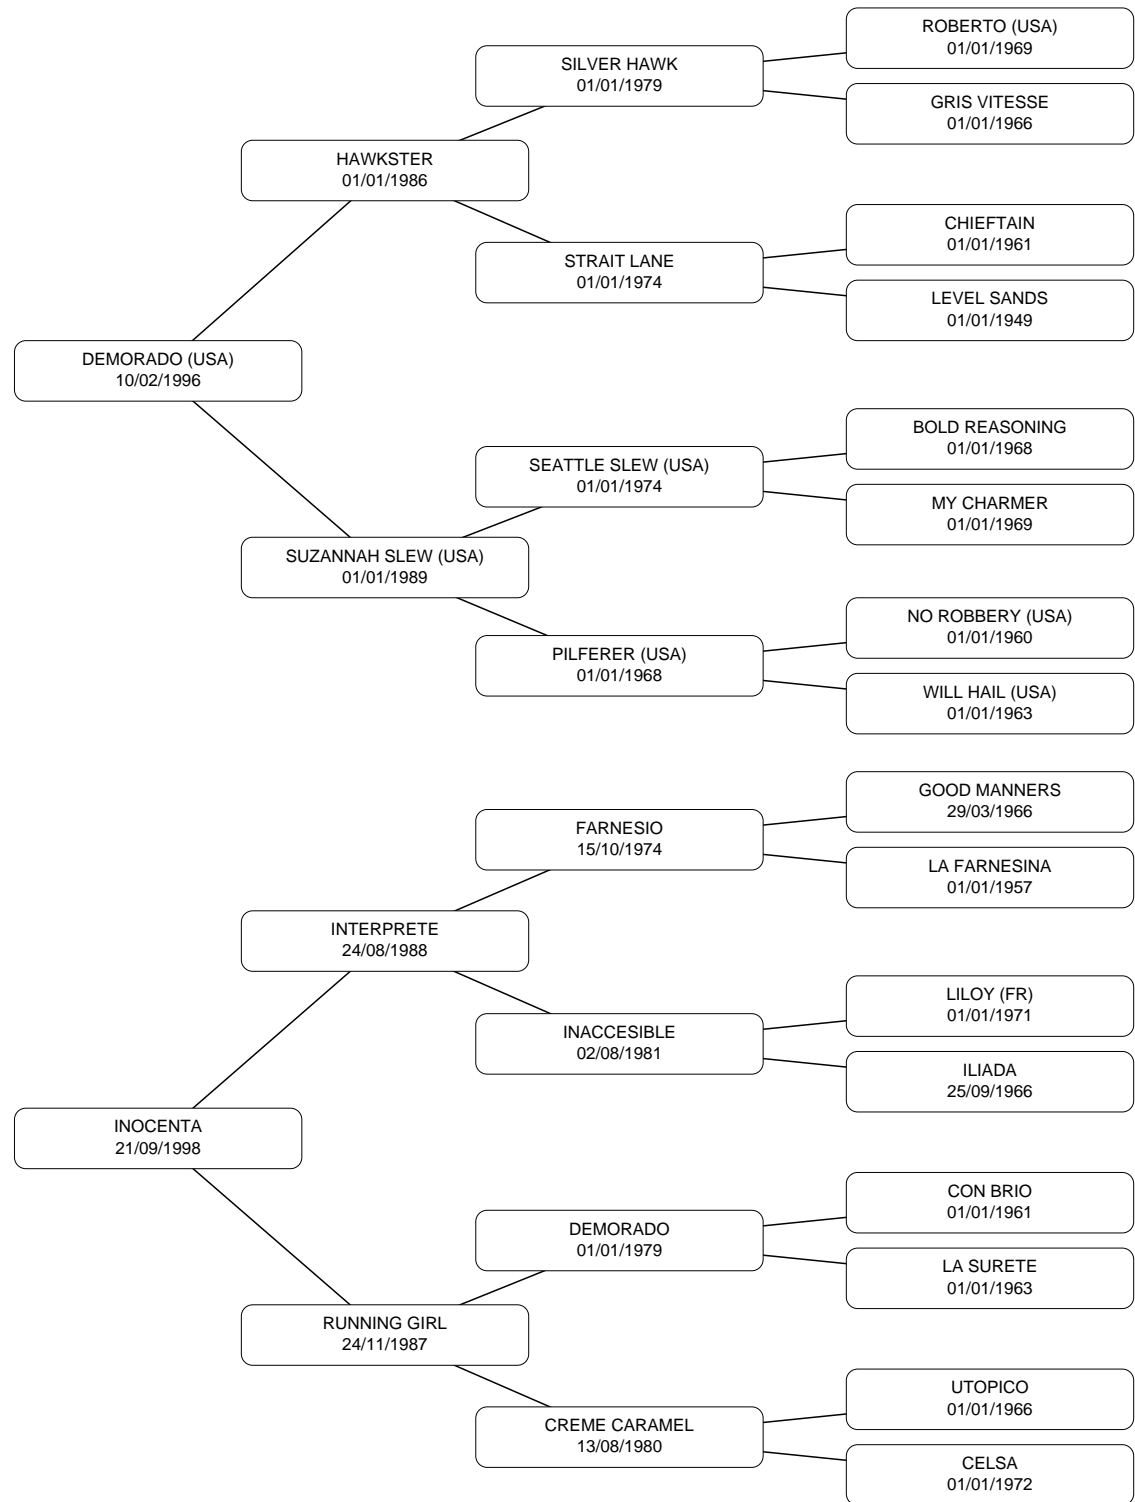 ROBERTO (USA)
01/01/1969
SILVER HAWK
01/01/1979
GRIS VITESSE
01/01/1966
HAWKSTER
01/01/1986
CHIEFTAIN
01/01/1961
STRAIT LANE
01/01/1974
LEVEL SANDS
01/01/1949
DEMORADO (USA)
10/02/1996
BOLD REASONING
01/01/1968
SEATTLE SLEW (USA)
01/01/1974
MY CHARMER
01/01/1969
SUZANNAH SLEW (USA)
01/01/1989
NO ROBBERY (USA)
01/01/1960
PILFERER (USA)
01/01/1968
WILL HAIL (USA)
01/01/1963
GOOD MANNERS
29/03/1966
FARNESIO
15/10/1974
LA FARNESINA
01/01/1957
INTERPRETE
24/08/1988
LILOY (FR)
01/01/1971
INACCESIBLE
02/08/1981
ILIADA
25/09/1966
INOCENTA
21/09/1998
CON BRIO
01/01/1961
DEMORADO
01/01/1979
LA SURETE
01/01/1963
RUNNING GIRL
24/11/1987
UTOPICO
01/01/1966
CREME CARAMEL
13/08/1980
CELSA
01/01/1972